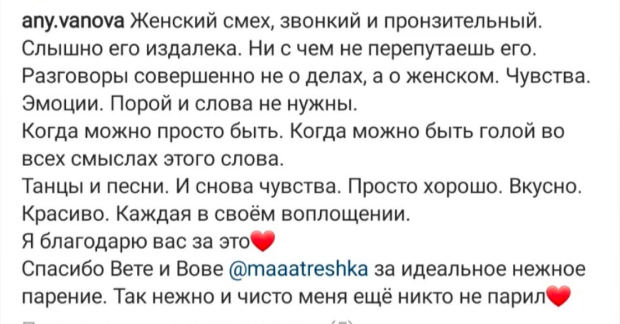 any.vanova Женский смех, звонкий и пронзительный.
Слышно его издалека. Ни с чем не перепутаешь его.
Разговоры совершенно не о делах, а о женском. Чувства.
Эмоции. Порой и слова не нужны.
Когда можно просто быть. Когда можно быть голой во
всех смыслах этого слова.
Танцы и песни. И снова чувства. Просто хорошо. Вкусно.
Красиво. Каждая в своём воплощении.
Я благодарю вас за это❤️
Спасибо Вете и Вове @maaatreshka за идеальное нежное
парение. Так нежно и чисто меня ещё никто не парил❤️